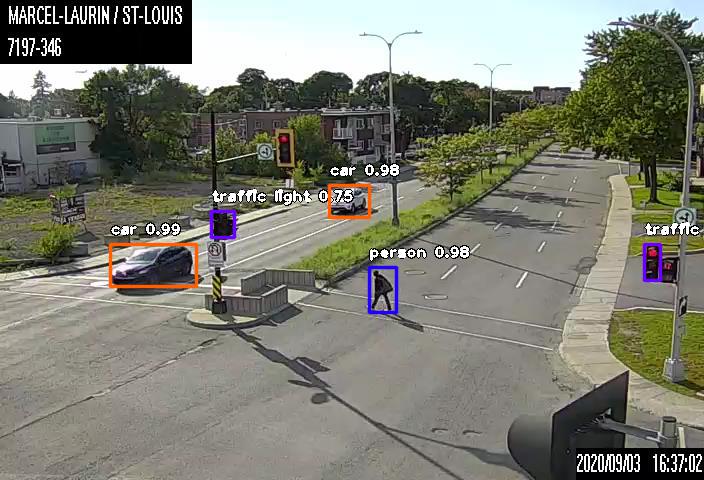 MARCEL-LAURIN / ST-LOUIS
7197-346
car 0.98
traffic light 0.75
car 0.99
traffic
person 0.98
2020/09/03 16:37:02